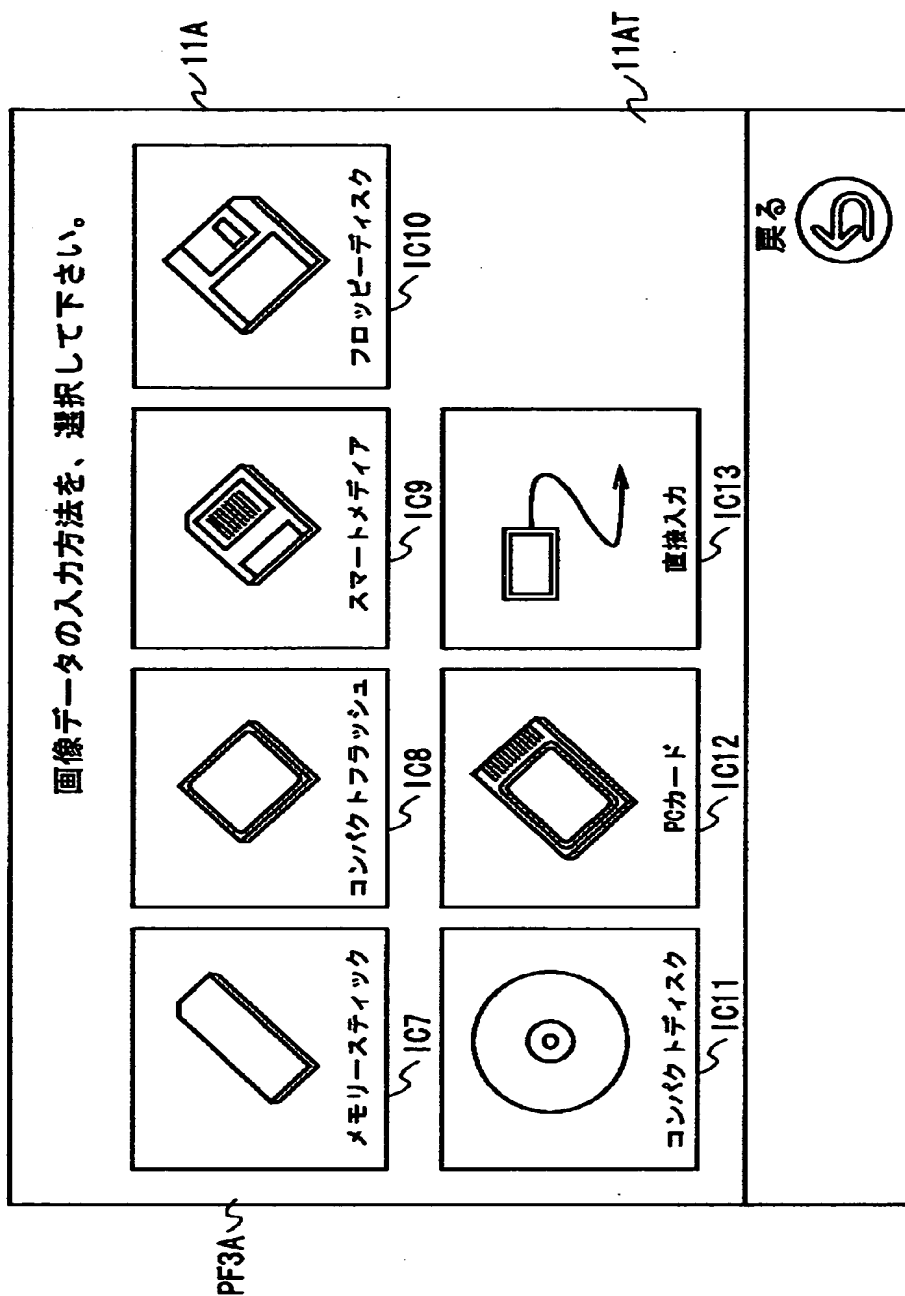 画像データの入力方法を、選択して下さい。
11A
PF3A
メモリースティック
IC7
コンパクトフラッシュ
IC8
スマートメディア
IC9
フロッピーディスク
IC10
コンパクトディスク
IC11
PCカード
IC12
直接入力
IC13
11AT
戻る